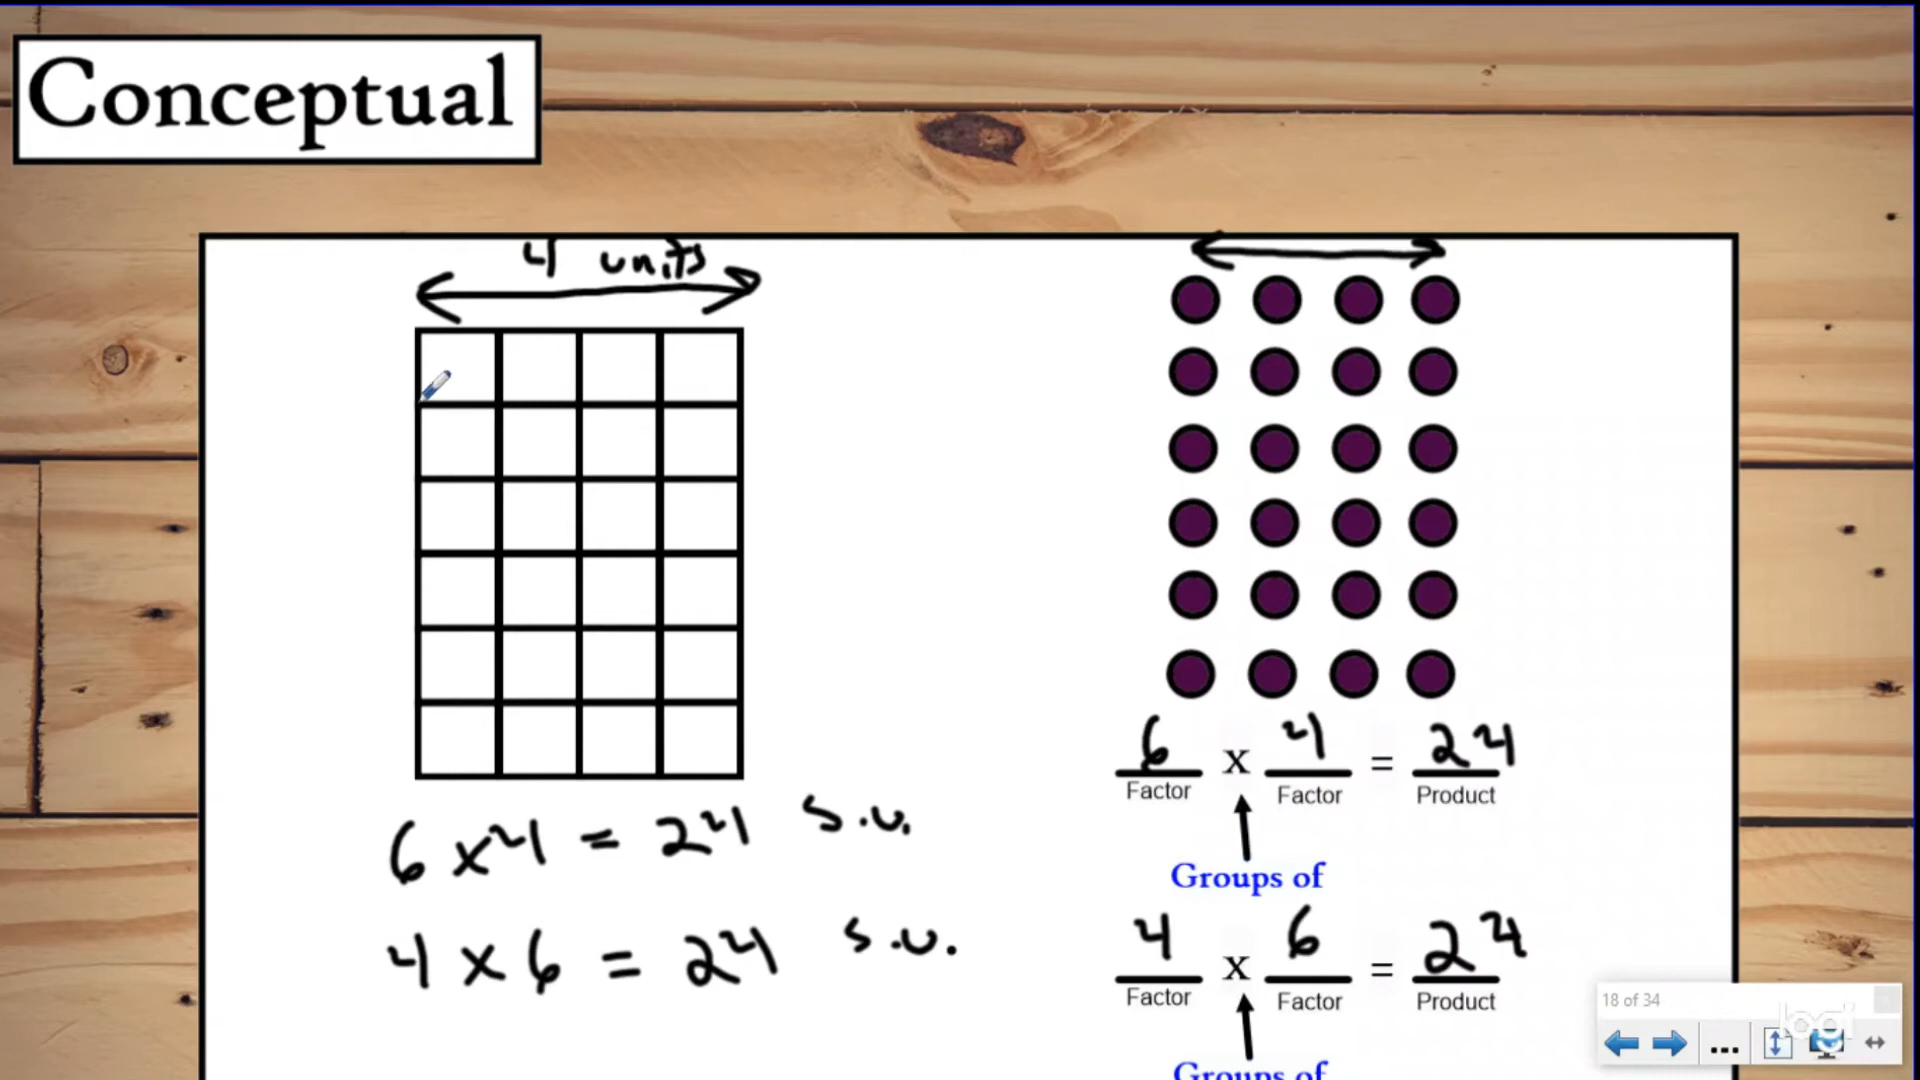 Conceptual
4 units
6 x 4 = 24 s.u.
4 x 6 = 24 s.u.
6 x 4 = 24
Factor Factor Product
Groups of
4 x 6 = 24
Factor Factor Product
Groups of
18 of 34
logi